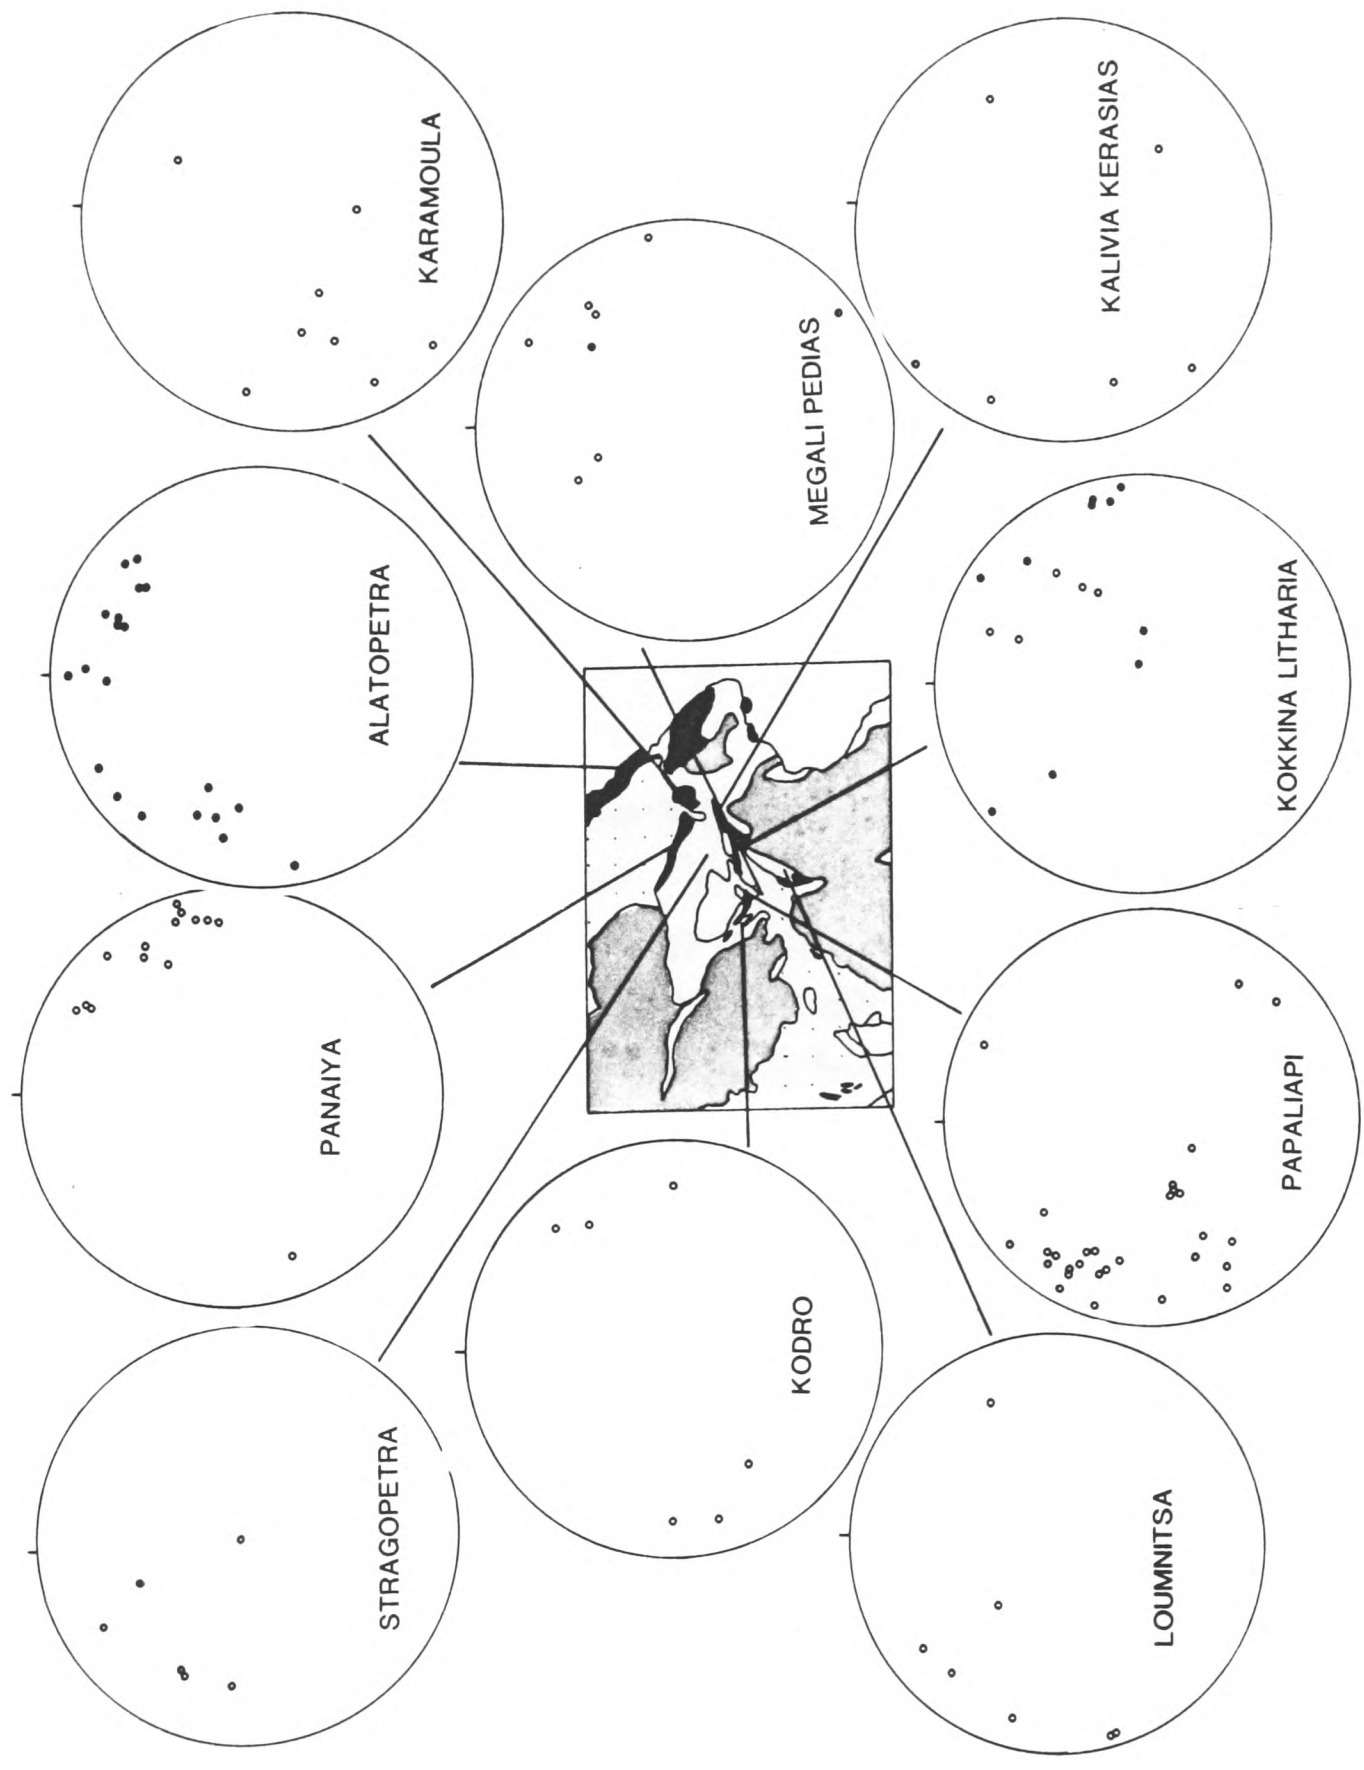 KARAMOULA
KALIVIA KERASIAS
MEGALI PEDIAS
ALATOPETRA
KOKKINA LITHARIA
PANAIYA
PAPALIAPI
KODRO
STRAGOPETRA
LOUMNITSA